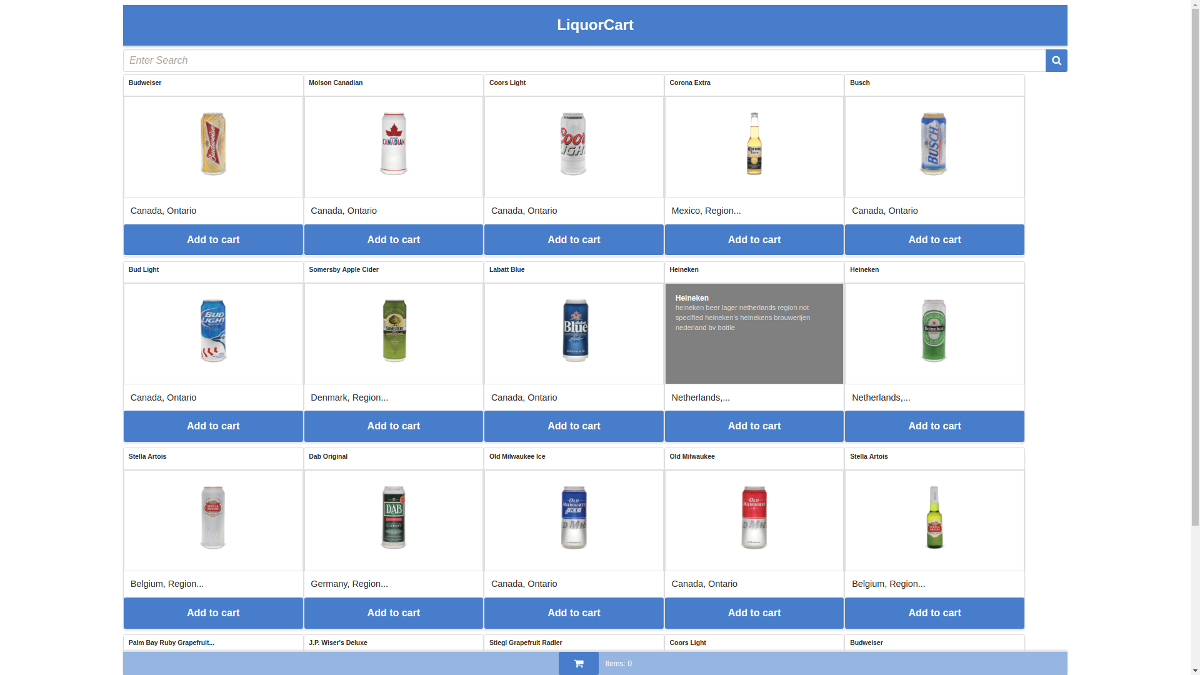 LiquorCart
Enter Search
Budweiser
Molson Canadian
Coors Light
Corona Extra
Busch
CANADIAN
BUSCH
Canada, Ontario
Canada, Ontario
Canada, Ontario
Mexico, Region...
Canada, Ontario
Add to cart
Add to cart
Add to cart
Add to cart
Add to cart
Bud Light
Somersby Apple Cider
Labatt Blue
Heineken
Heineken
BUD LIGHT
Blue
Heineken
heineken beer lager netherlands region not
specified heineken's heinekens brouwerijen
nederland bv bottle
Canada, Ontario
Denmark, Region...
Canada, Ontario
Netherlands,...
Netherlands,...
Add to cart
Add to cart
Add to cart
Add to cart
Add to cart
Stella Artois
Dab Original
Old Milwaukee Ice
Old Milwaukee
Stella Artois
DAB
Belgium, Region...
Germany, Region...
Canada, Ontario
Canada, Ontario
Belgium, Region...
Add to cart
Add to cart
Add to cart
Add to cart
Add to cart
Palm Bay Ruby Grapefruit...
J.P. Wiser's Deluxe
Stiegl Grapefruit Radler
Coors Light
Budweiser
Items: 0